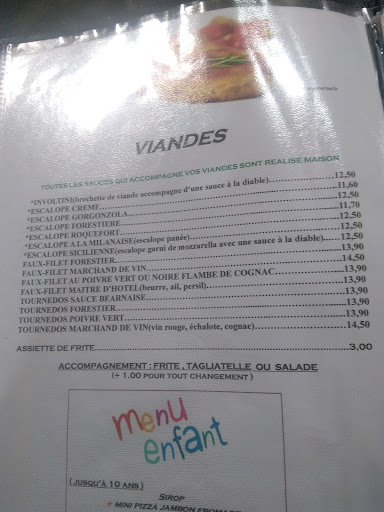 VIANDES
TOUTES LES SAUCES QUI ACCOMPAGNE VOS VIANDES SONT REALISE MAISON
*INVOLTINI(brochette de viande accompagne d'une sauce à la diable)....................12,50
*ESCALOPE CREME....................11,60
*ESCALOPE GORGONZOLA....................12,50
*ESCALOPE FORESTIERE....................11,70
*ESCALOPE ROQUEFORT....................12,50
*ESCALOPE A LA MILANAISE(escalope panée)....................12,50
*ESCALOPE SICILIENNE(escalope garni de mozzarella avec une sauce à la diable)......12,50
FAUX-FILET FORESTIER....................13,90
FAUX-FILET MARCHAND DE VIN....................14,50
FAUX-FILET AU POIVRE VERT OU NOIRE FLAMBE DE COGNAC....................13,90
FAUX-FILET MAITRE D'HOTEL(beurre, ail, persil)....................13,90
TOURNEDOS SAUCE BEARNAISE....................13,90
TOURNEDOS FORESTIER....................13,90
TOURNEDOS POIVRE VERT....................13,90
TOURNEDOS MARCHAND DE VIN(vin rouge, échalote, cognac)....................14,50
ASSIETTE DE FRITE....................3,00
ACCOMPAGNEMENT : FRITE , TAGLIATELLE OU SALADE
(+ 1.00 POUR TOUT CHANGEMENT )
menu
enfant
(JUSQU'À 10 ANS)
SIROP
+ MINI PIZZA JAMBON